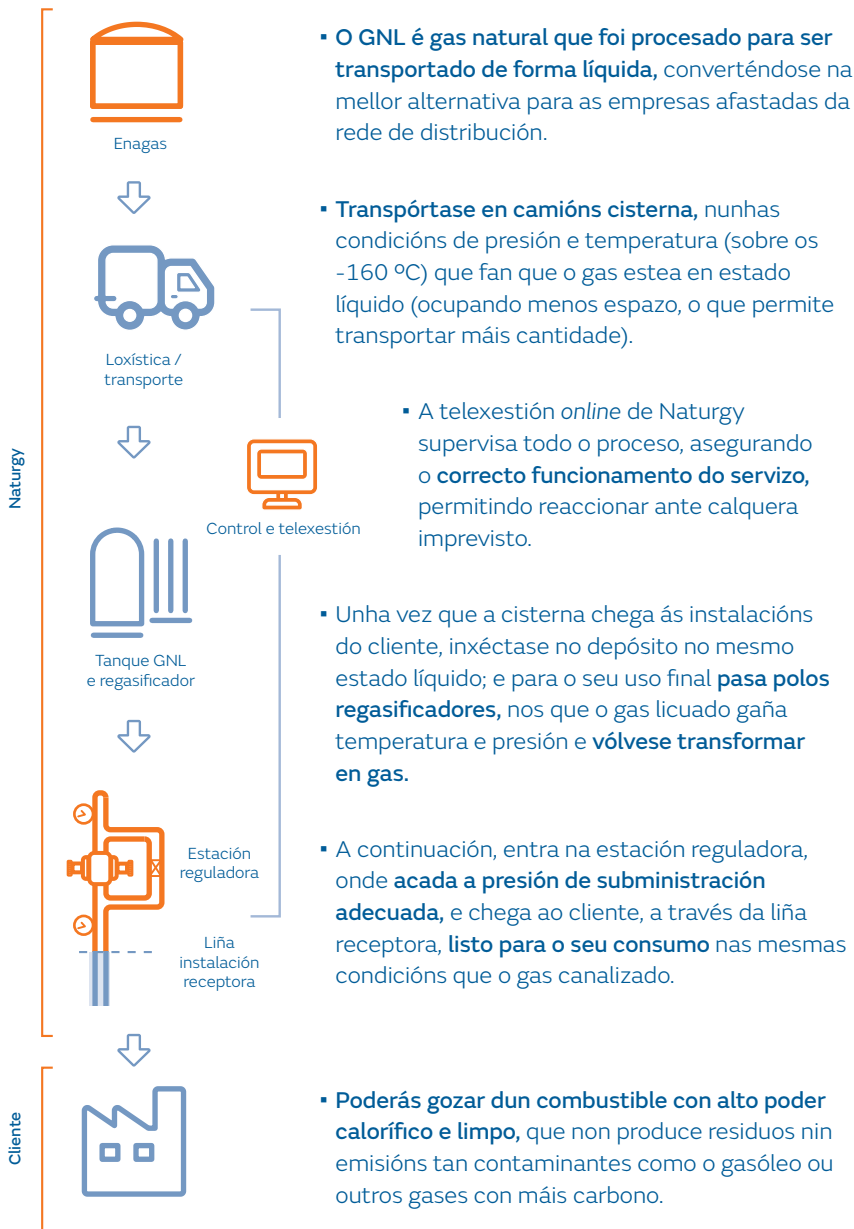 Naturgy
Enagas
▪ O GNL é gas natural que foi procesado para ser
transportado de forma líquida, converténdose na
mellor alternativa para as empresas afastadas da
rede de distribución.
Loxística /
transporte
▪ Transpórtase en camións cisterna, nunhas
condicións de presión e temperatura (sobre os
-160 ºC) que fan que o gas estea en estado
líquido (ocupando menos espazo, o que permite
transportar máis cantidade).
Control e telexestión
▪ A telexestión online de Naturgy
supervisa todo o proceso, asegurando
o correcto funcionamento do servizo,
permitindo reaccionar ante calquera
imprevisto.
Tanque GNL
e regasificador
▪ Unha vez que a cisterna chega ás instalacións
do cliente, inxéctase no depósito no mesmo
estado líquido; e para o seu uso final pasa polos
regasificadores, nos que o gas licuado gaña
temperatura e presión e vólvese transformar
en gas.
Estación
reguladora
Liña
instalación
receptora
▪ A continuación, entra na estación reguladora,
onde acada a presión de subministración
adecuada, e chega ao cliente, a través da liña
receptora, listo para o seu consumo nas mesmas
condicións que o gas canalizado.
Cliente
▪ Poderás gozar dun combustible con alto poder
calorífico e limpo, que non produce residuos nin
emisións tan contaminantes como o gasóleo ou
outros gases con máis carbono.